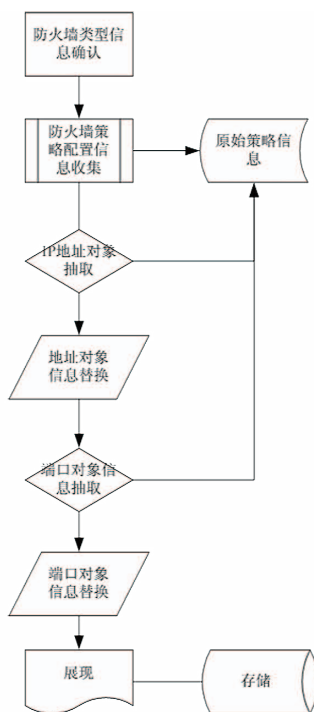 防火墙类型信
息确认
防火墙策
略配置信
息收集
原始策略信
息
IP地址对象
抽取
地址对象
信息替换
端口对象信
息抽取
端口对象
信息替换
展现
存储